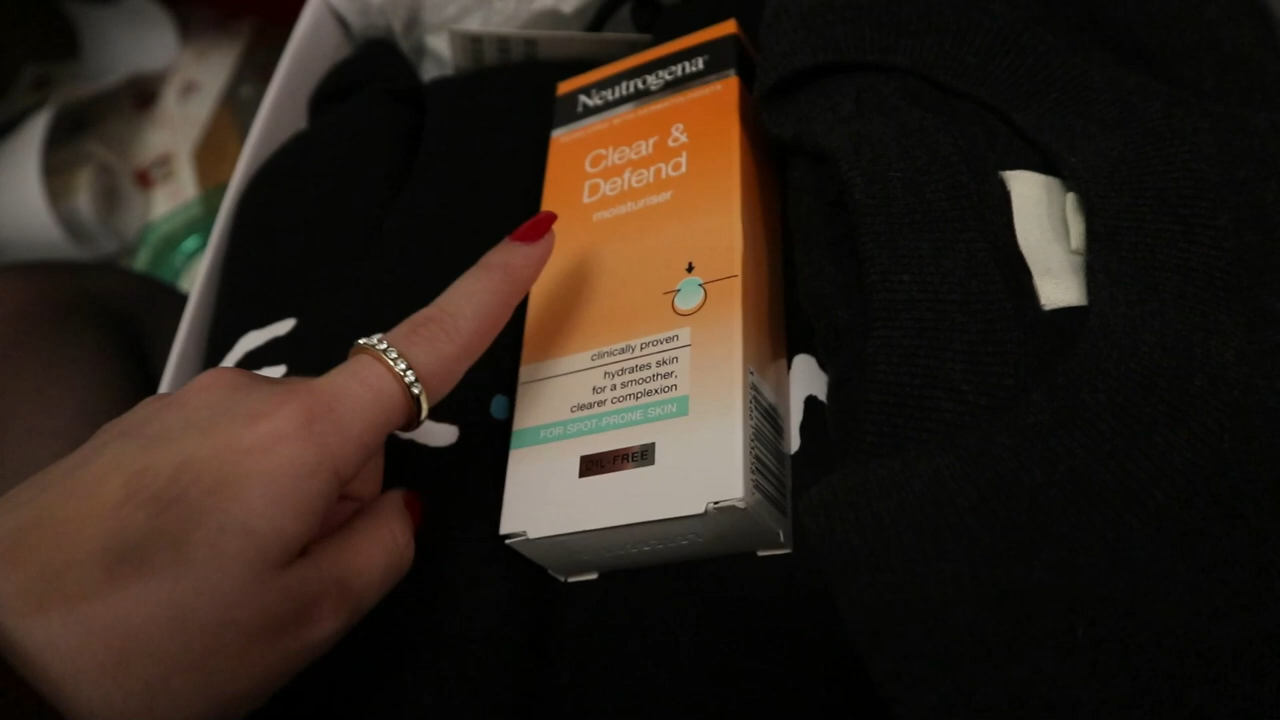 Neutrogena®
Clear &
Defend
moisturiser
clinically proven
hydrates skin
for a smoother,
clearer complexion
FOR SPOT-PRONE SKIN
OIL-FREE